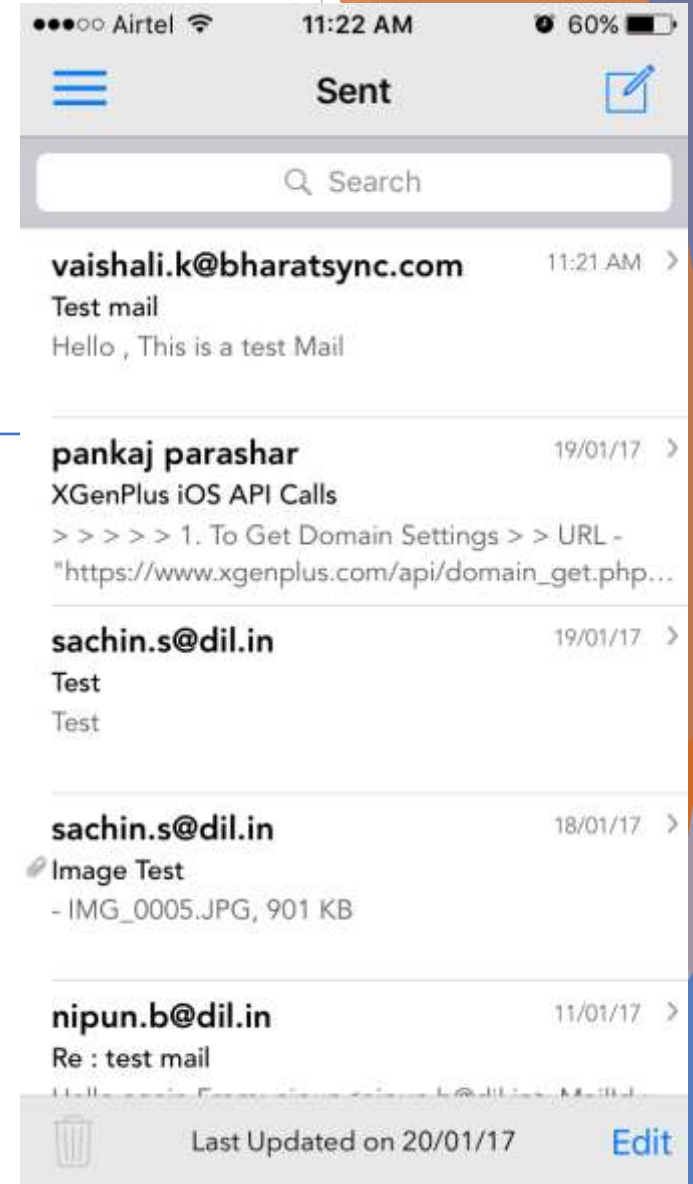 Airtel 11:22 AM 60%
Sent
Search
vaishali.k@bharatsync.com 11:21 AM
Test mail
Hello , This is a test Mail
pankaj parashar 19/01/17
XGenPlus iOS API Calls
> > > > > 1. To Get Domain Settings > > URL -
"https://www.xgenplus.com/api/domain_get.php...
sachin.s@dil.in 19/01/17
Test
Test
sachin.s@dil.in 18/01/17
Image Test
- IMG_0005.JPG, 901 KB
nipun.b@dil.in 11/01/17
Re : test mail
Last Updated on 20/01/17 Edit